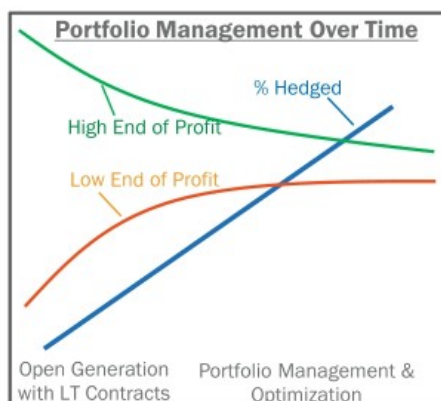 Portfolio Management Over Time
% Hedged
High End of Profit
Low End of Profit
Open Generation
with LT Contracts
Portfolio Management &
Optimization